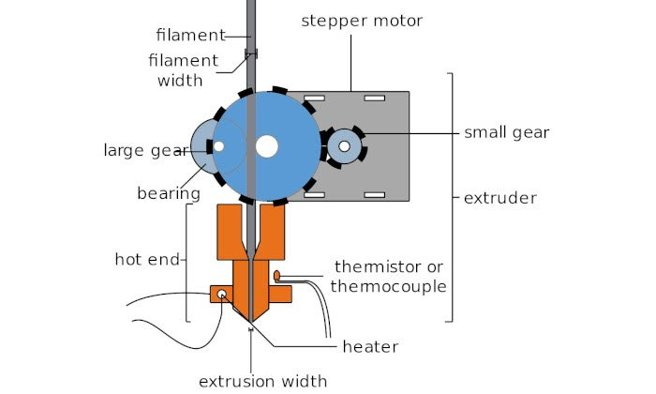 stepper motor
filament
filament
width
small gear
large gear
bearing
extruder
hot end
thermistor or
thermocouple
heater
extrusion width